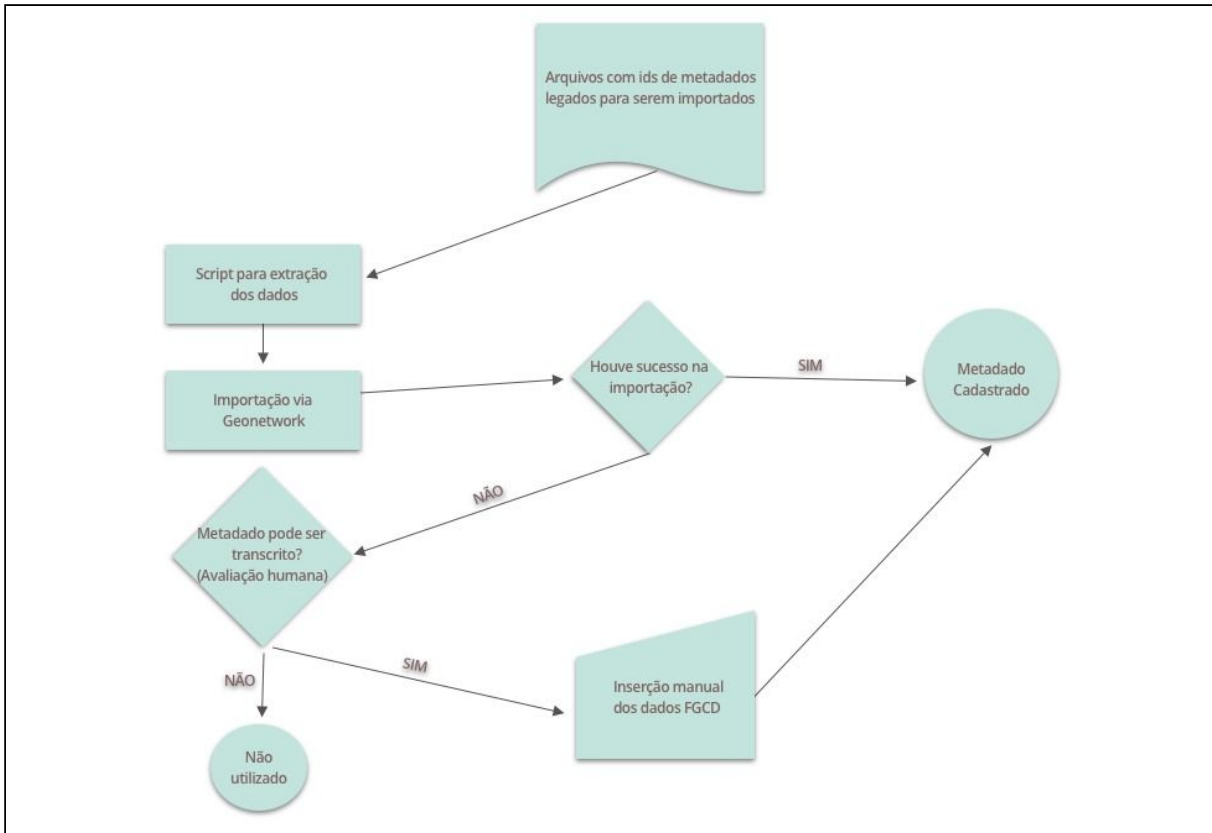 Arquivos com ids de metadados
legados para serem importados
Script para extração
dos dados
Importação via
Geonetwork
Houve sucesso na
importação?
SIM
Metadado
Cadastrado
NÃO
Metadado pode ser
transcrito?
(Avaliação humana)
SIM
NÃO
Inserção manual
dos dados FGCD
Não
utilizado